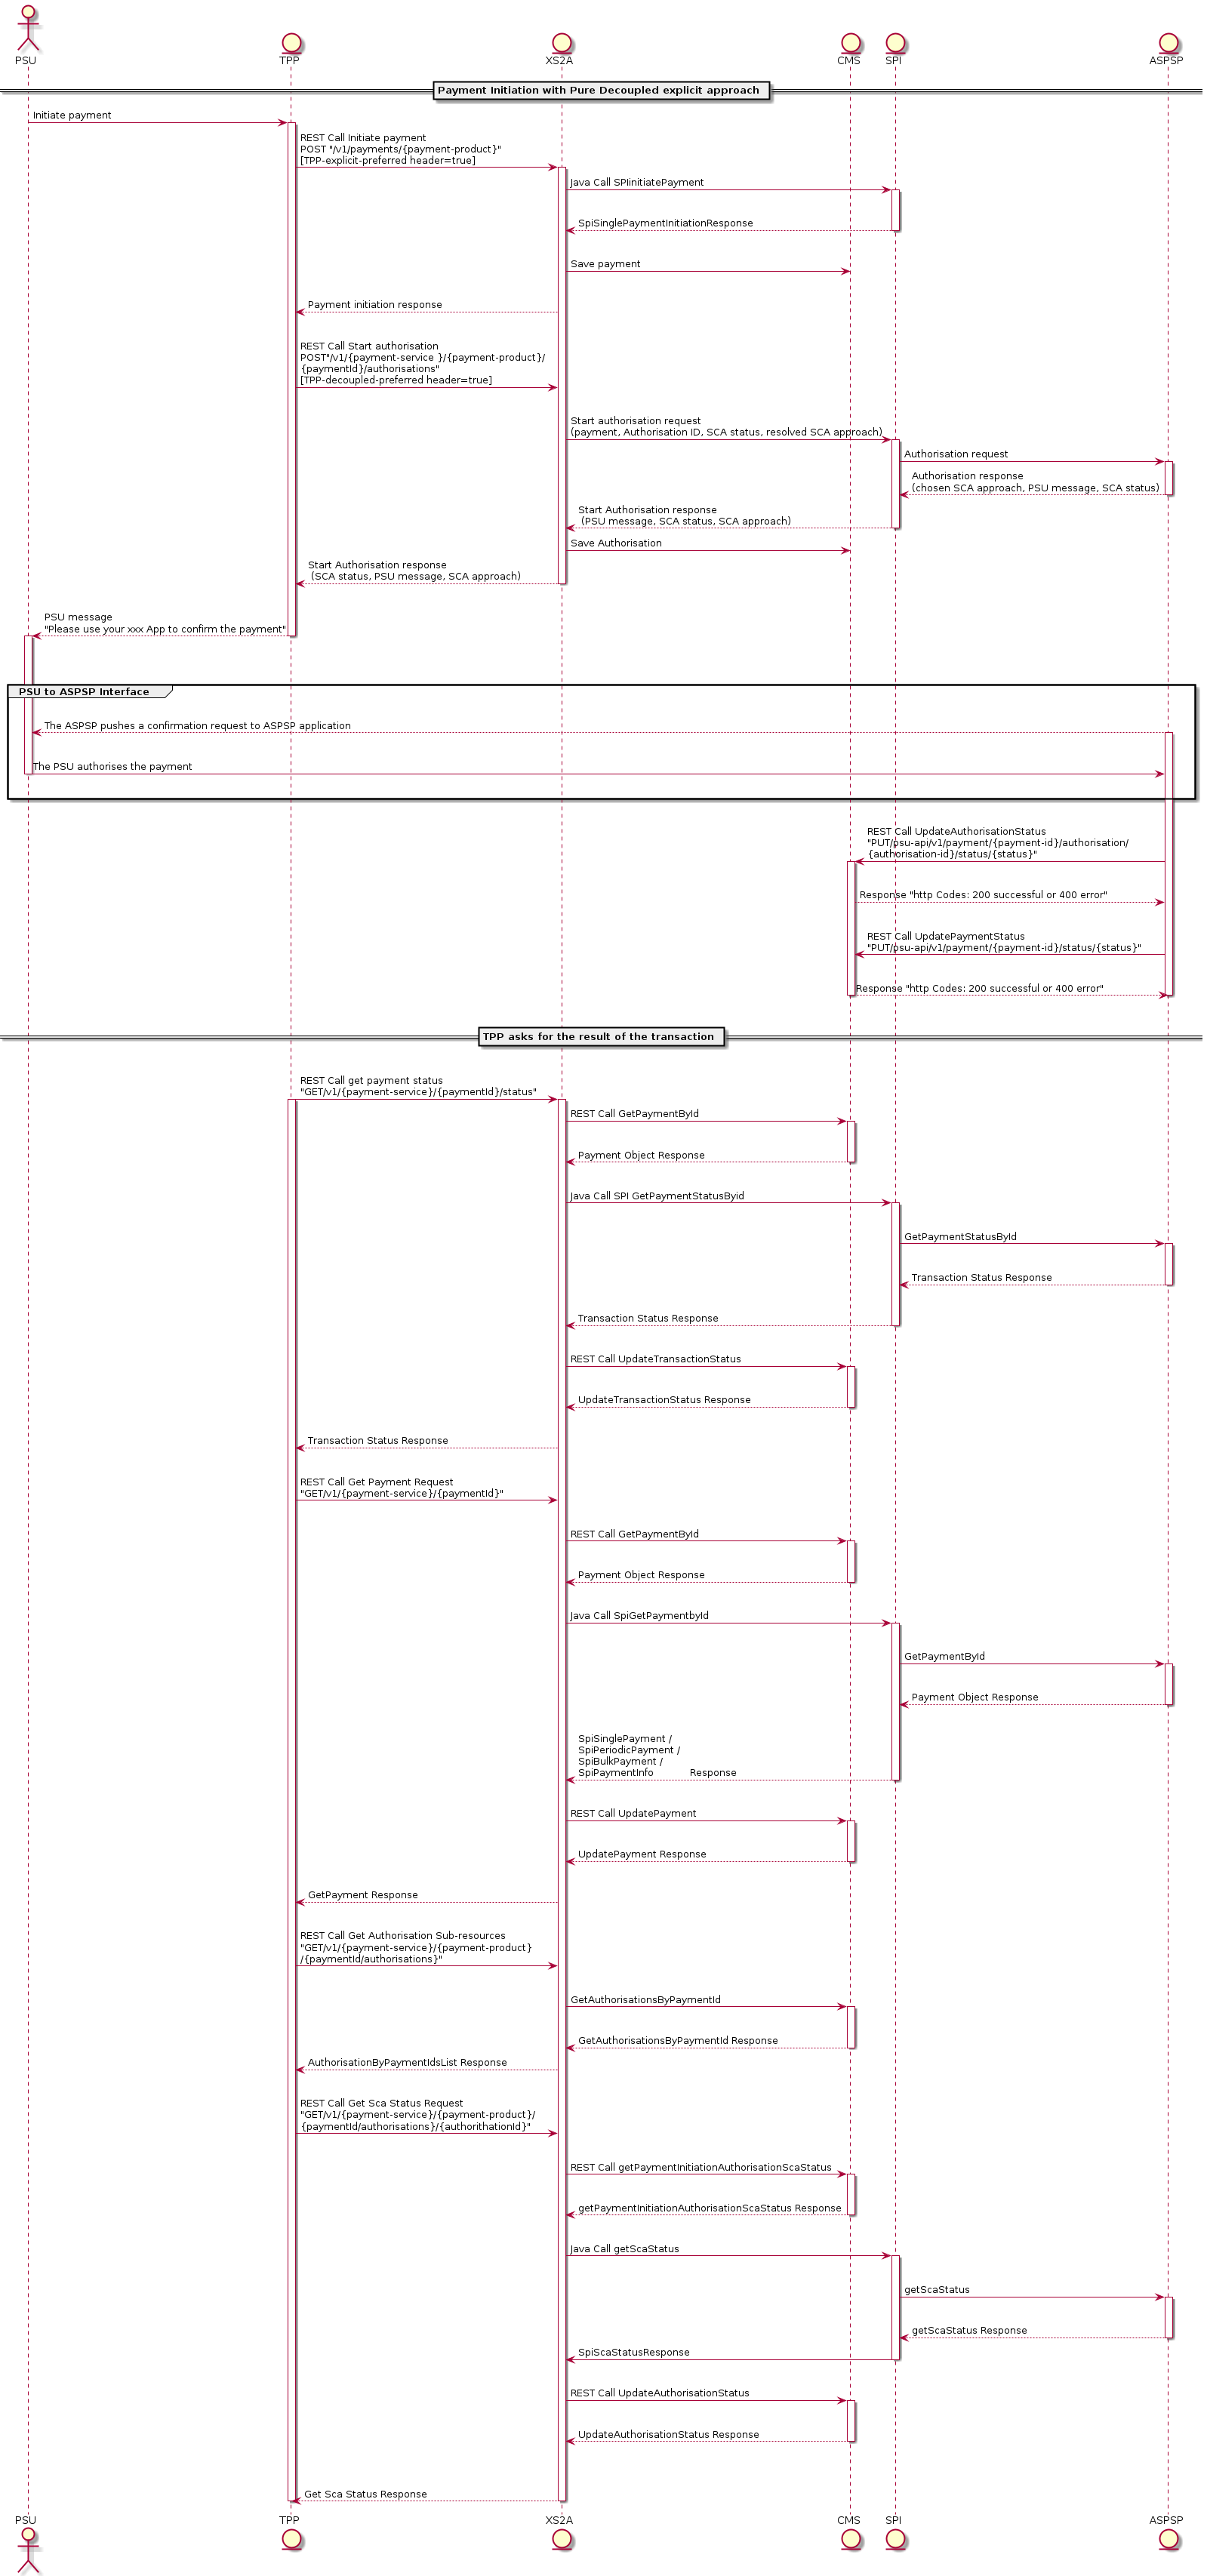 PSU
TPP
XS2A
CMS
SPI
ASPSP
Payment Initiation with Pure Decoupled explicit approach
Initiate payment
REST Call Initiate payment
POST "/v1/payments/{payment-product}"
[TPP-explicit-preferred header=true]
Java Call SPIinitiatePayment
SpiSinglePaymentInitiationResponse
Save payment
Payment initiation response
REST Call Start authorisation
POST"/v1/{payment-service }/{payment-product}/
{paymentId}/authorisations"
[TPP-decoupled-preferred header=true]
Start authorisation request
(payment, Authorisation ID, SCA status, resolved SCA approach)
Authorisation request
Authorisation response
(chosen SCA approach, PSU message, SCA status)
Start Authorisation response
(PSU message, SCA status, SCA approach)
Save Authorisation
Start Authorisation response
(SCA status, PSU message, SCA approach)
PSU message
"Please use your xxx App to confirm the payment"
PSU to ASPSP Interface
The ASPSP pushes a confirmation request to ASPSP application
The PSU authorises the payment
REST Call UpdateAuthorisationStatus
"PUT/psu-api/v1/payment/{payment-id}/authorisation/
{authorisation-id}/status/{status}"
Response "http Codes: 200 successful or 400 error"
REST Call UpdatePaymentStatus
"PUT/psu-api/v1/payment/{payment-id}/status/{status}"
Response "http Codes: 200 successful or 400 error"
TPP asks for the result of the transaction
REST Call get payment status
"GET/v1/{payment-service}/{paymentId}/status"
REST Call GetPaymentById
Payment Object Response
Java Call SPI GetPaymentStatusByid
GetPaymentStatusById
Transaction Status Response
Transaction Status Response
REST Call UpdateTransactionStatus
UpdateTransactionStatus Response
Transaction Status Response
REST Call Get Payment Request
"GET/v1/{payment-service}/{paymentId}"
REST Call GetPaymentById
Payment Object Response
Java Call SpiGetPaymentbyId
GetPaymentById
Payment Object Response
SpiSinglePayment /
SpiPeriodicPayment /
SpiBulkPayment /
SpiPaymentInfo Response
REST Call UpdatePayment
UpdatePayment Response
GetPayment Response
REST Call Get Authorisation Sub-resources
"GET/v1/{payment-service}/{payment-product}
/{paymentId/authorisations}"
GetAuthorisationsByPaymentId
GetAuthorisationsByPaymentId Response
AuthorisationByPaymentIdsList Response
REST Call Get Sca Status Request
"GET/v1/{payment-service}/{payment-product}/
{paymentId/authorisations}/{authorithationId}"
REST Call getPaymentInitiationAuthorisationScaStatus
getPaymentInitiationAuthorisationScaStatus Response
Java Call getScaStatus
getScaStatus
getScaStatus Response
SpiScaStatusResponse
REST Call UpdateAuthorisationStatus
UpdateAuthorisationStatus Response
Get Sca Status Response
PSU
TPP
XS2A
CMS
SPI
ASPSP